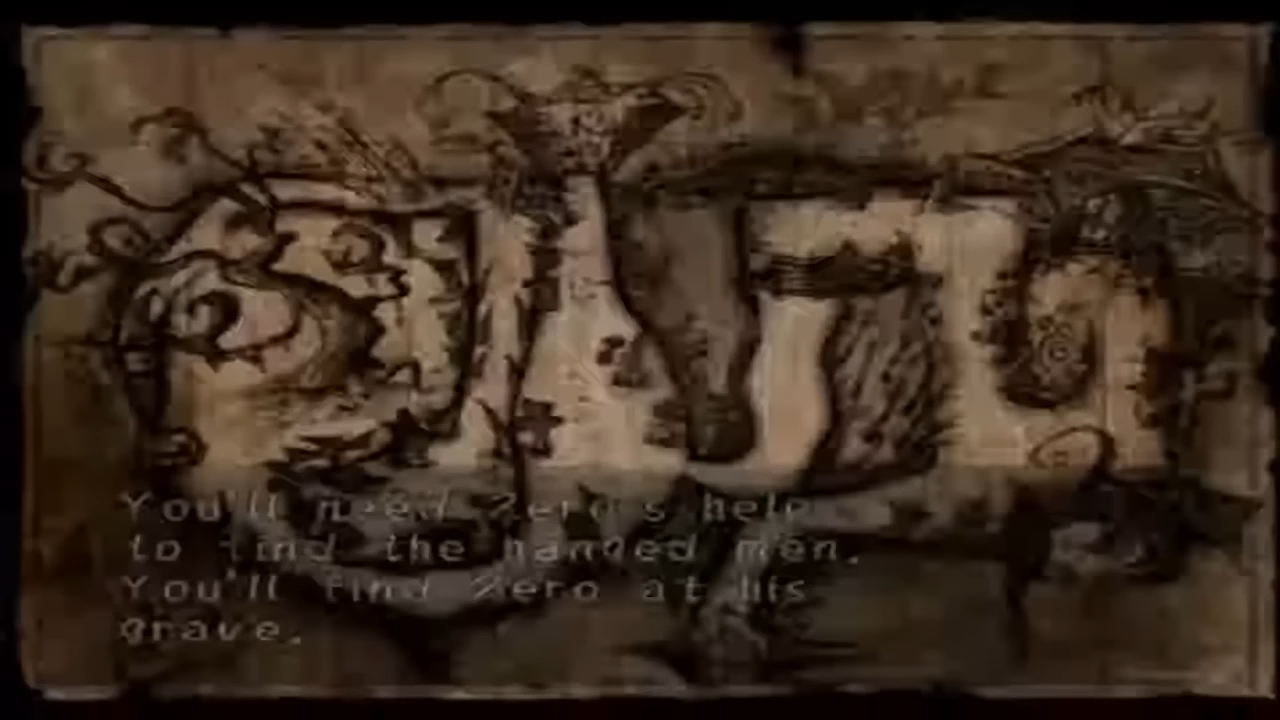 You'll need Zero's help
to find the hanged men.
You'll find Zero at his
grave.